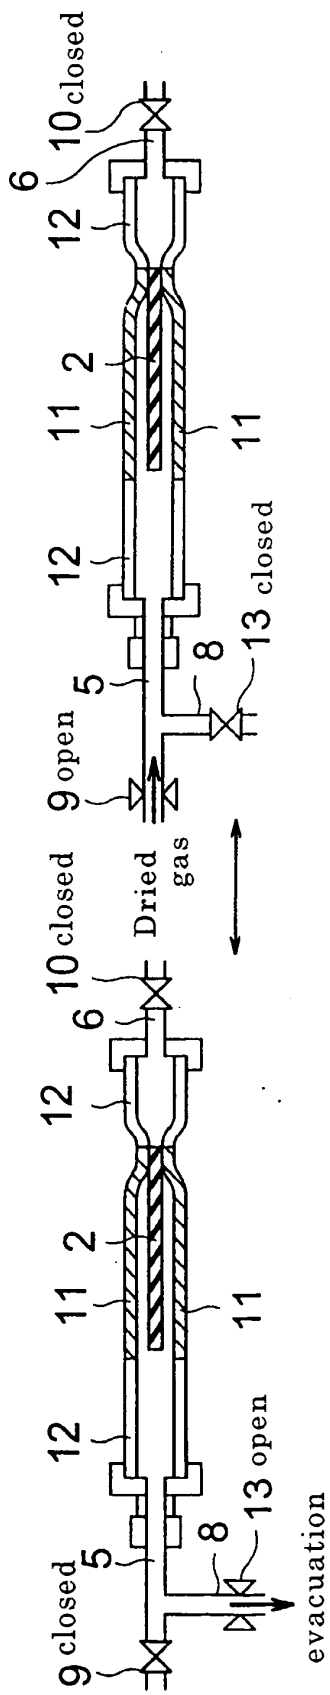 10 closed
6
12
2
11
11
12
5
8
13 closed
9 open
Dried
gas
10 closed
6
12
2
11
11
12
5
8
13 open
9 closed
evacuation